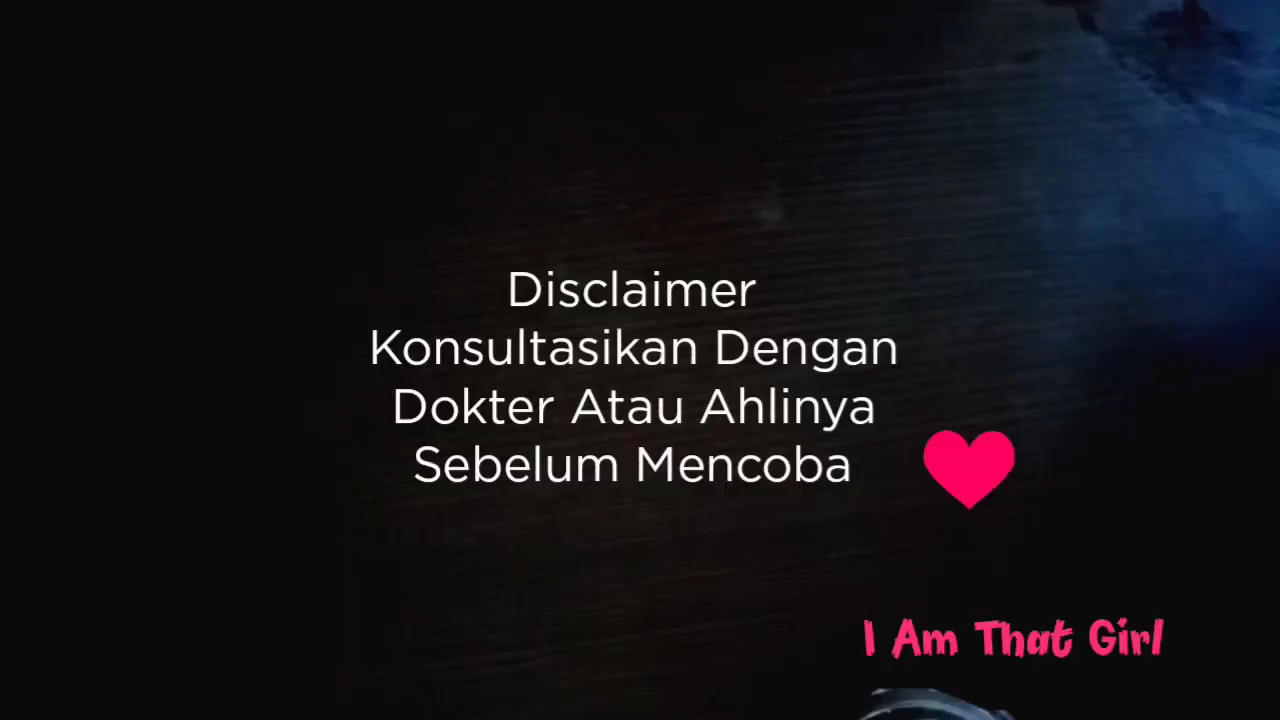 Disclaimer
Konsultasikan Dengan
Dokter Atau Ahlinya
Sebelum Mencoba
I Am That Girl